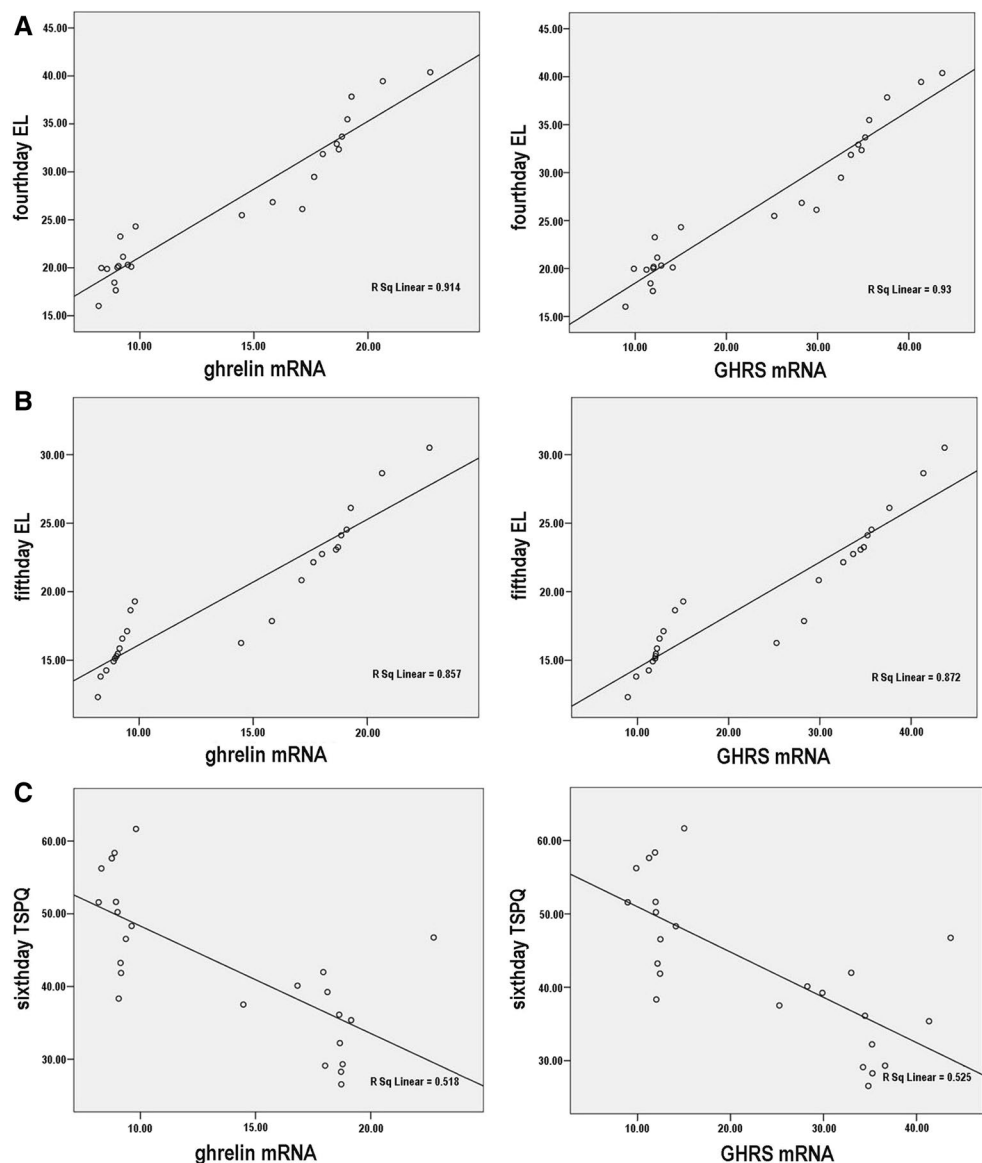 A
45.00
40.00
35.00
30.00
25.00
20.00
15.00
fourthday EL
R Sq Linear = 0.914
10.00 15.00 20.00
ghrelin mRNA
45.00
40.00
35.00
30.00
25.00
20.00
15.00
fourthday EL
R Sq Linear = 0.93
10.00 20.00 30.00 40.00
GHRS mRNA
B
30.00
25.00
20.00
15.00
fifthday EL
R Sq Linear = 0.857
10.00 15.00 20.00
ghrelin mRNA
30.00
25.00
20.00
15.00
fifthday EL
R Sq Linear = 0.872
10.00 20.00 30.00 40.00
GHRS mRNA
C
60.00
50.00
40.00
30.00
sixthday TSPQ
R Sq Linear = 0.518
10.00 15.00 20.00
ghrelin mRNA
60.00
50.00
40.00
30.00
sixthday TSPQ
R Sq Linear = 0.525
10.00 20.00 30.00 40.00
GHRS mRNA